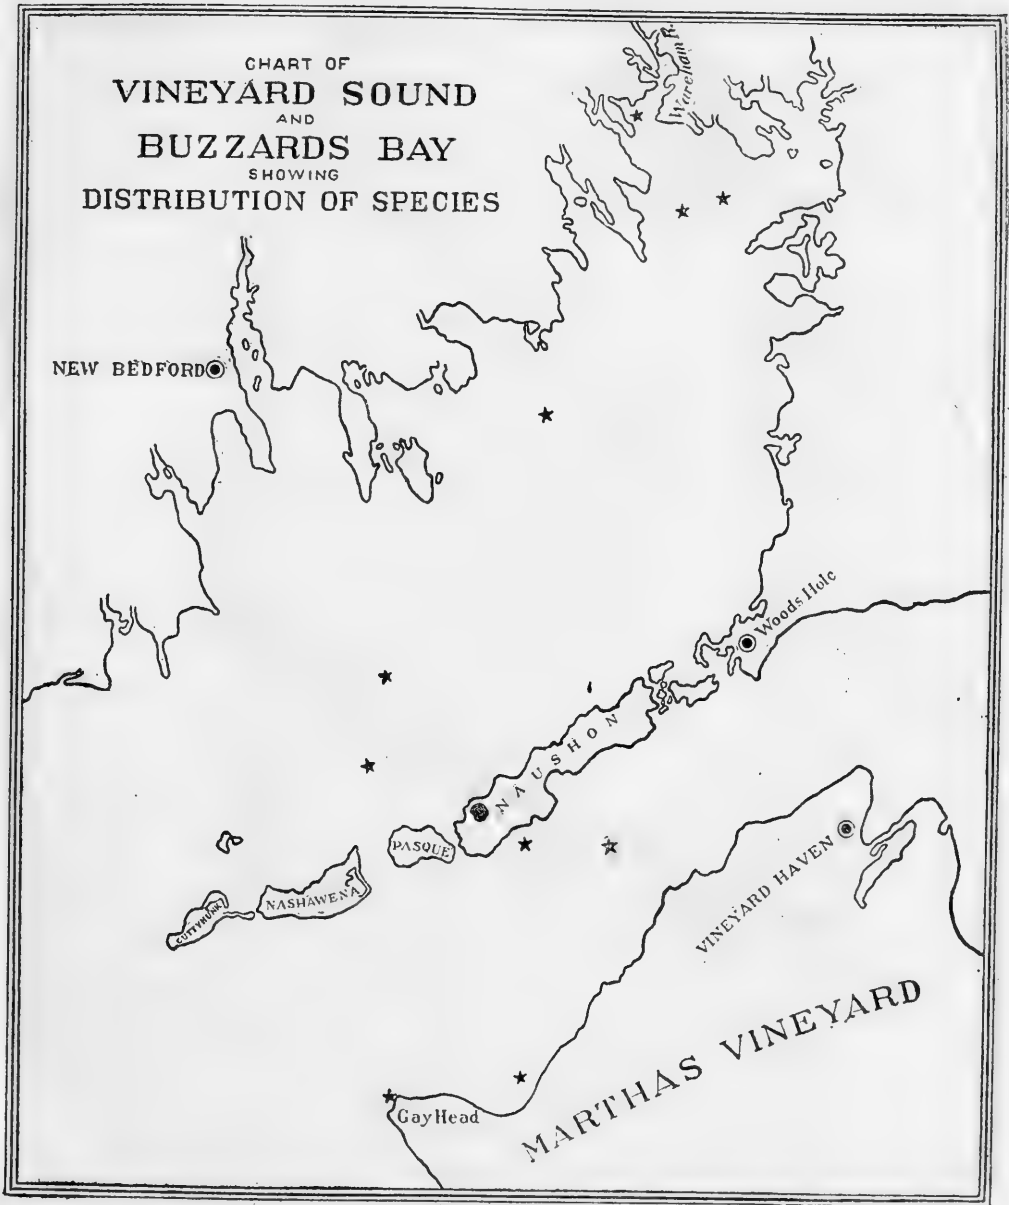 CHART OF
VINEYARD SOUND
AND
BUZZARDS BAY
SHOWING
DISTRIBUTION OF SPECIES
Wareham R.
NEW BEDFORD
Woods Hole
NAUSHON
PASQUE
NASHAWENA
CUTTYHUNK
VINEYARD HAVEN
MARTHAS VINEYARD
Gay Head